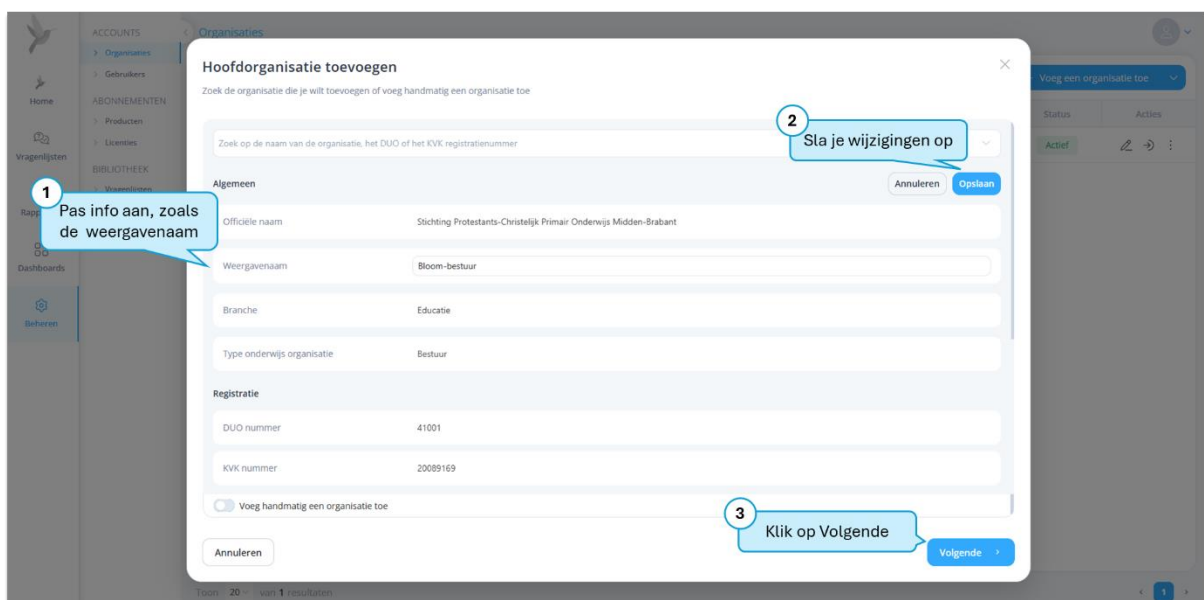 ACCOUNTS
Organisaties
> Organisaties
> Gebruikers
Home
ABONNEMENTEN
> Producten
> Licenties
Vragenlijsten
BIBLIOTHEEK
> Vragenlijsten
Rapp
Dashboards
Beheren
Voeg een organisatie toe
Status
Acties
Actief
Hoofdorganisatie toevoegen
Zoek de organisatie die je wilt toevoegen of voeg handmatig een organisatie toe
Zoek op de naam van de organisatie, het DUO of het KVK registratienummer
2
Sla je wijzigingen op
Algemeen
Annuleren
Opslaan
1
Pas info aan, zoals
de weergavenaam
Officiële naam
Stichting Protestants-Christelijk Primair Onderwijs Midden-Brabant
Weergavenaam
Bloom-bestuur
Branche
Educatie
Type onderwijs organisatie
Bestuur
Registratie
DUO nummer
41001
KVK nummer
20089169
Voeg handmatig een organisatie toe
3
Klik op Volgende
Annuleren
Volgende >
Toon 20 van 1 resultaten
1